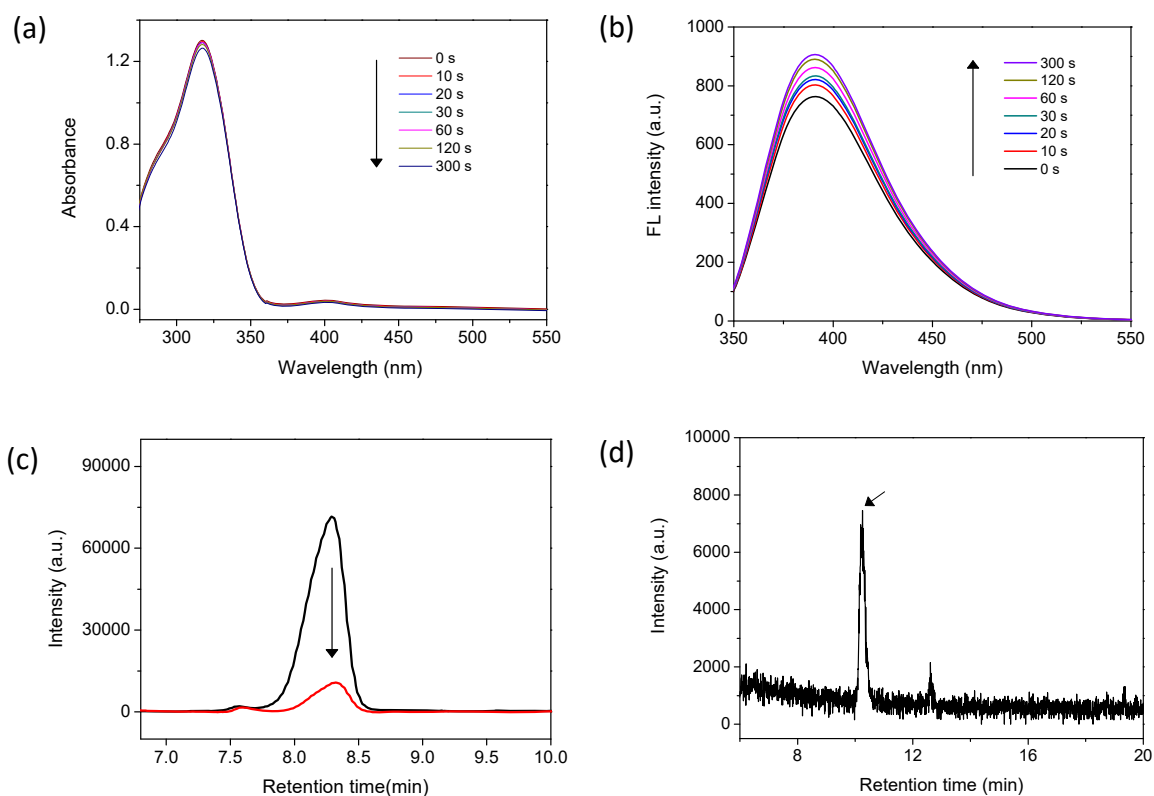 (a)
1.2
0.8
0.4
0.0
Absorbance
0 s
10 s
20 s
30 s
60 s
120 s
300 s
300
350
400
450
500
550
Wavelength (nm)
(b)
1000
800
600
400
200
0
FL intensity (a.u.)
300 s
120 s
60 s
30 s
20 s
10 s
0 s
350
400
450
500
550
Wavelength (nm)
(c)
90000
60000
30000
0
Intensity (a.u.)
7.0
7.5
8.0
8.5
9.0
9.5
10.0
Retention time(min)
(d)
10000
8000
6000
4000
2000
0
Intensity (a.u.)
8
12
16
20
Retention time (min)